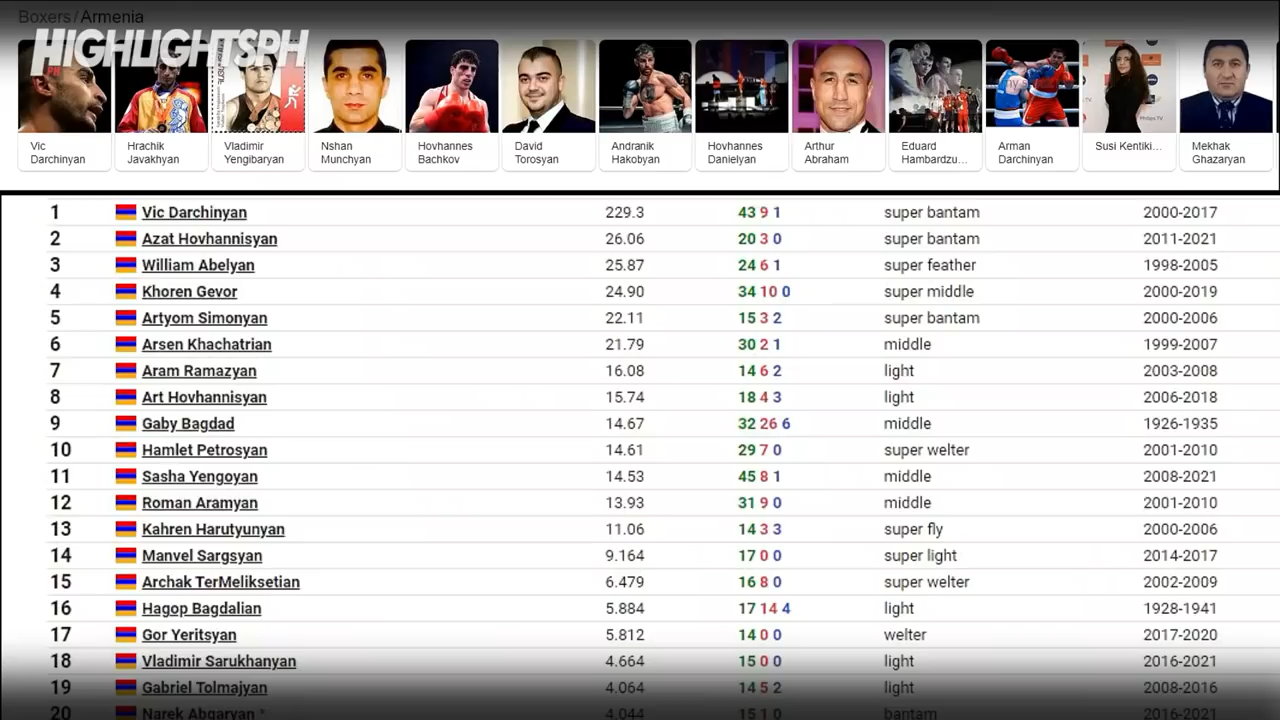 Boxers/Armenia
HIGHLIGHTSPH
Vic Darchinyan
Hrachik Javakhyan
Vladimir Yengibaryan
Nshan Munchyan
Hovhannes Bachkov
David Torosyan
Andranik Hakobyan
Hovhannes Danielyan
Arthur Abraham
Eduard Hambardzu...
Arman Darchinyan
Susi Kentiki...
Mekhak Ghazaryan
1 Vic Darchinyan 229.3 43 9 1 super bantam 2000-2017
2 Azat Hovhannisyan 26.06 20 3 0 super bantam 2011-2021
3 William Abelyan 25.87 24 6 1 super feather 1998-2005
4 Khoren Gevor 24.90 34 10 0 super middle 2000-2019
5 Artyom Simonyan 22.11 15 3 2 super bantam 2000-2006
6 Arsen Khachatrian 21.79 30 2 1 middle 1999-2007
7 Aram Ramazyan 16.08 14 6 2 light 2003-2008
8 Art Hovhannisyan 15.74 18 4 3 light 2006-2018
9 Gaby Bagdad 14.67 32 26 6 middle 1926-1935
10 Hamlet Petrosyan 14.61 29 7 0 super welter 2001-2010
11 Sasha Yengoyan 14.53 45 8 1 middle 2008-2021
12 Roman Aramyan 13.93 31 9 0 middle 2001-2010
13 Kahren Harutyunyan 11.06 14 3 3 super fly 2000-2006
14 Manvel Sargsyan 9.164 17 0 0 super light 2014-2017
15 Archak TerMeliksetian 6.479 16 8 0 super welter 2002-2009
16 Hagop Bagdalian 5.884 17 14 4 light 1928-1941
17 Gor Yeritsyan 5.812 14 0 0 welter 2017-2020
18 Vladimir Sarukhanyan 4.664 15 0 0 light 2016-2021
19 Gabriel Tolmajyan 4.064 14 5 2 light 2008-2016
20 Narek Abgaryan * 4.044 15 1 0 bantam 2016-2021